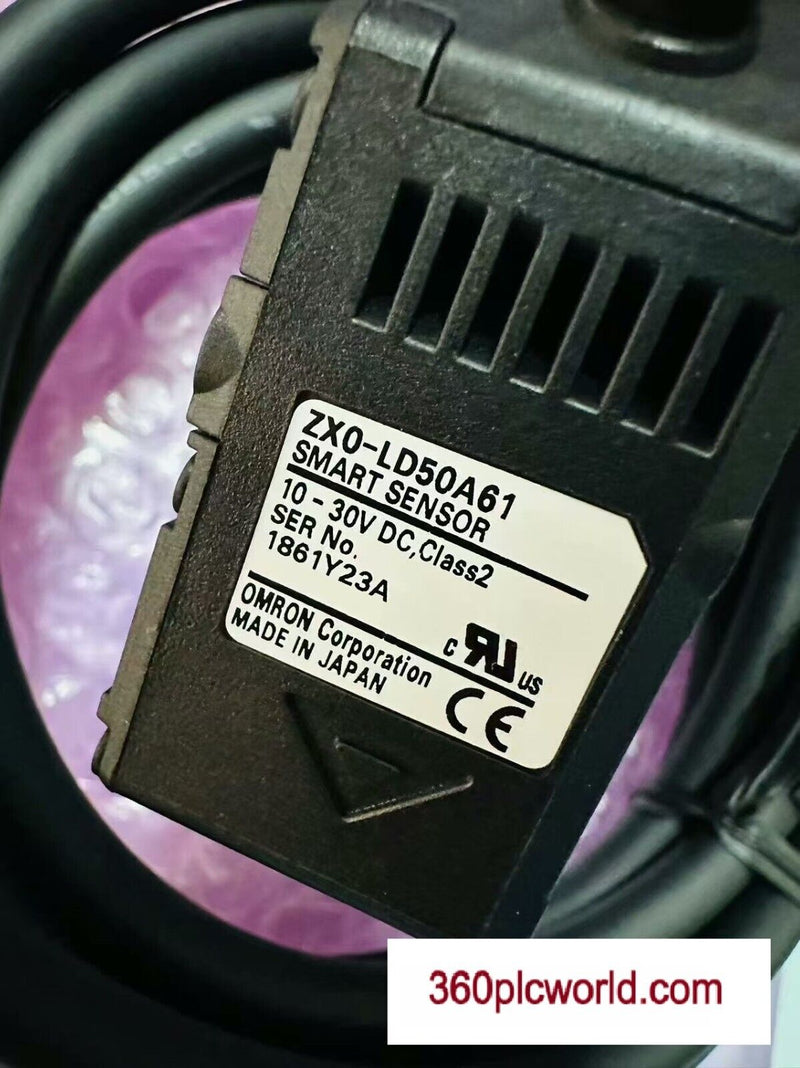 ZX0-LD50A61
SMART SENSOR
10 - 30V DC,Class2
SER No.
1861Y23A
c RU us
OMRON Corporation
MADE IN JAPAN
CE
360plcworld.com